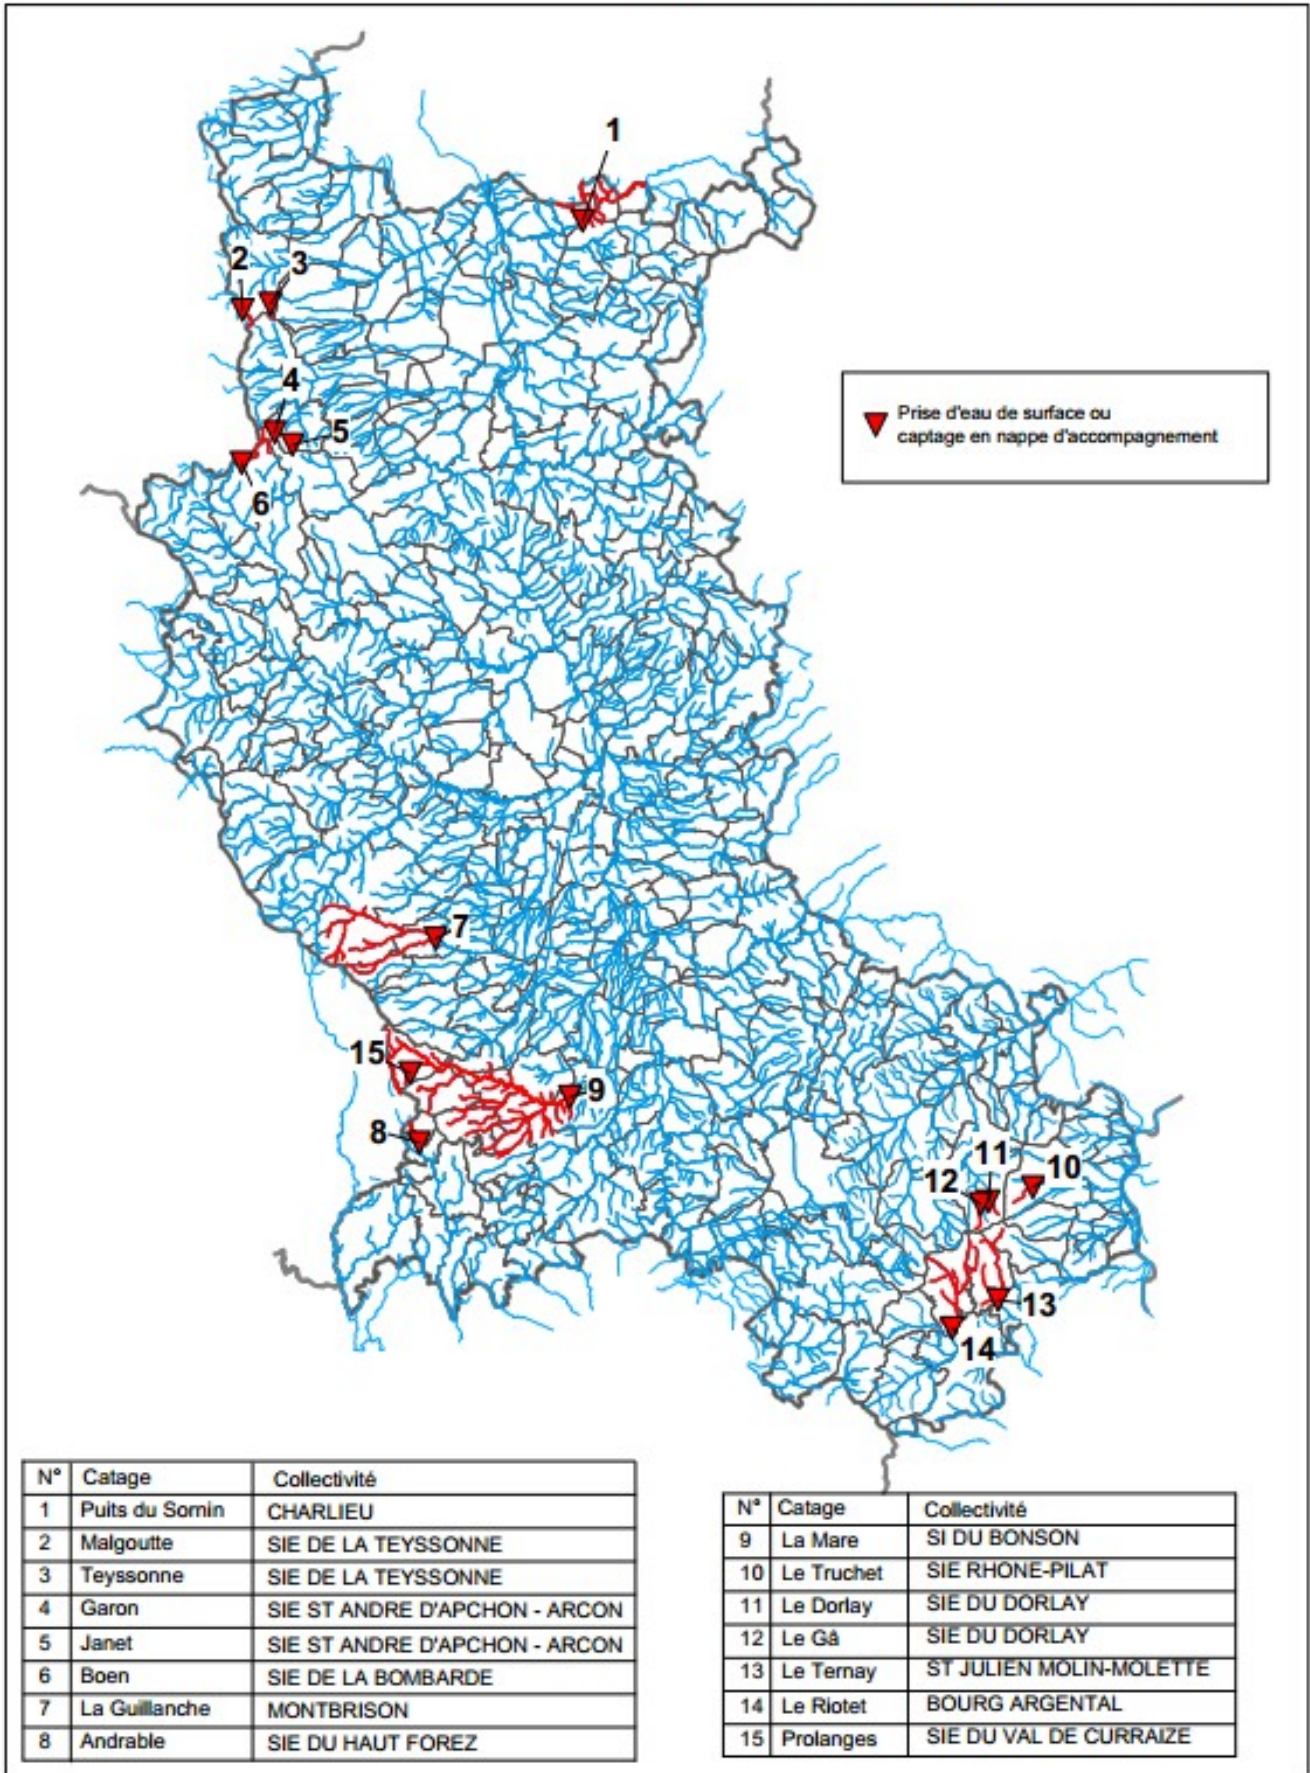 1
2
3
4
5
6
Prise d'eau de surface ou
captage en nappe d'accompagnement
7
15
9
8
11
12
10
13
14
N° Catage Collectivité
1 Puits du Sornin CHARLIEU
2 Malgoutte SIE DE LA TEYSSONNE
3 Teyssonne SIE DE LA TEYSSONNE
4 Garon SIE ST ANDRE D'APCHON - ARCON
5 Janet SIE ST ANDRE D'APCHON - ARCON
6 Boen SIE DE LA BOMBARDE
7 La Guillanche MONTBRISON
8 Andrable SIE DU HAUT FOREZ
N° Catage Collectivité
9 La Mare SI DU BONSON
10 Le Truchet SIE RHONE-PILAT
11 Le Dorlay SIE DU DORLAY
12 Le Gâ SIE DU DORLAY
13 Le Ternay ST JULIEN MOLIN-MOLETTE
14 Le Riotet BOURG ARGENTAL
15 Prolanges SIE DU VAL DE CURRAIZE